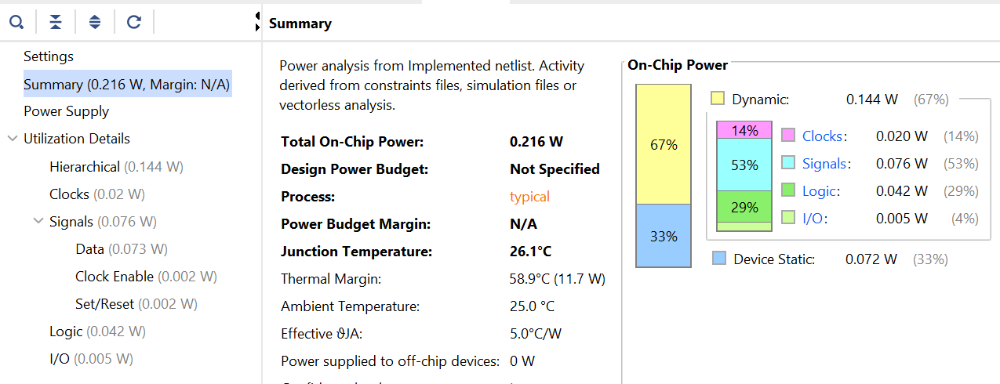 Summary
Settings
Summary (0.216 W, Margin: N/A)
Power Supply
Utilization Details
Hierarchical (0.144 W)
Clocks (0.02 W)
Signals (0.076 W)
Data (0.073 W)
Clock Enable (0.002 W)
Set/Reset (0.002 W)
Logic (0.042 W)
I/O (0.005 W)
Power analysis from Implemented netlist. Activity
derived from constraints files, simulation files or
vectorless analysis.
Total On-Chip Power: 0.216 W
Design Power Budget: Not Specified
Process: typical
Power Budget Margin: N/A
Junction Temperature: 26.1°C
Thermal Margin: 58.9°C (11.7 W)
Ambient Temperature: 25.0 °C
Effective ϑJA: 5.0°C/W
Power supplied to off-chip devices: 0 W
On-Chip Power
67%
33%
Dynamic: 0.144 W (67%)
14%
53%
29%
Clocks: 0.020 W (14%)
Signals: 0.076 W (53%)
Logic: 0.042 W (29%)
I/O: 0.005 W (4%)
Device Static: 0.072 W (33%)